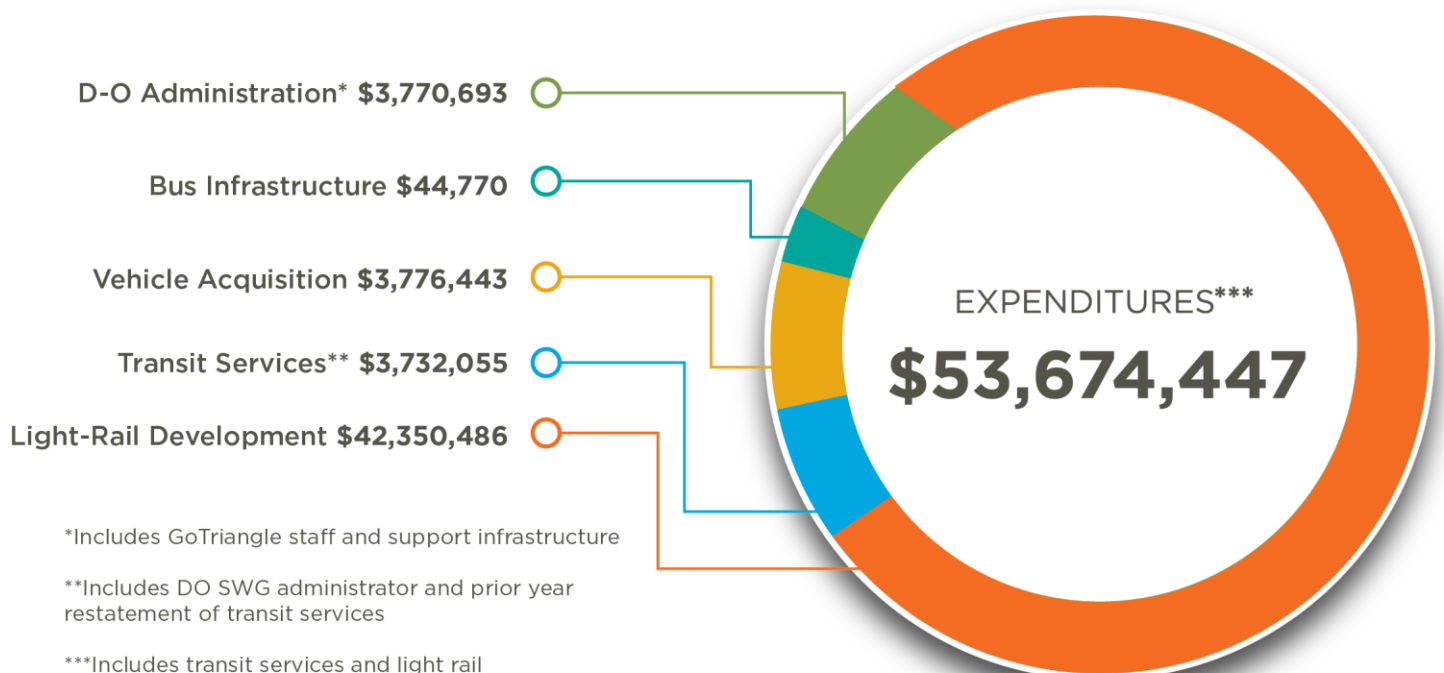 D-O Administration* $3,770,693
Bus Infrastructure $44,770
Vehicle Acquisition $3,776,443
Transit Services** $3,732,055
Light-Rail Development $42,350,486
EXPENDITURES***
$53,674,447
*Includes GoTriangle staff and support infrastructure
**Includes DO SWG administrator and prior year
restatement of transit services
***Includes transit services and light rail